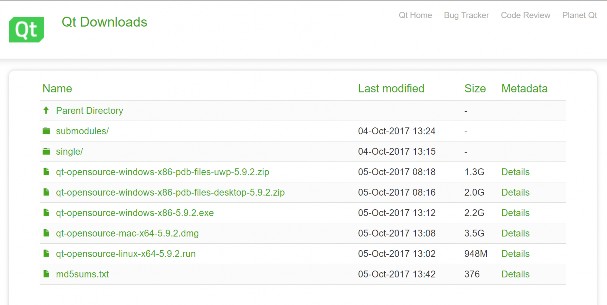 Qt
Qt Downloads
Qt Home Bug Tracker Code Review Planet Qt
Name Last modified Size Metadata
Parent Directory -
submodules/ 04-Oct-2017 13:24 -
single/ 04-Oct-2017 13:15 -
qt-opensource-windows-x86-pdb-files-uwp-5.9.2.zip 05-Oct-2017 08:18 1.3G Details
qt-opensource-windows-x86-pdb-files-desktop-5.9.2.zip 05-Oct-2017 08:16 2.0G Details
qt-opensource-windows-x86-5.9.2.exe 05-Oct-2017 13:12 2.2G Details
qt-opensource-mac-x64-5.9.2.dmg 05-Oct-2017 13:08 3.5G Details
qt-opensource-linux-x64-5.9.2.run 05-Oct-2017 13:02 948M Details
md5sums.txt 05-Oct-2017 13:42 376 Details